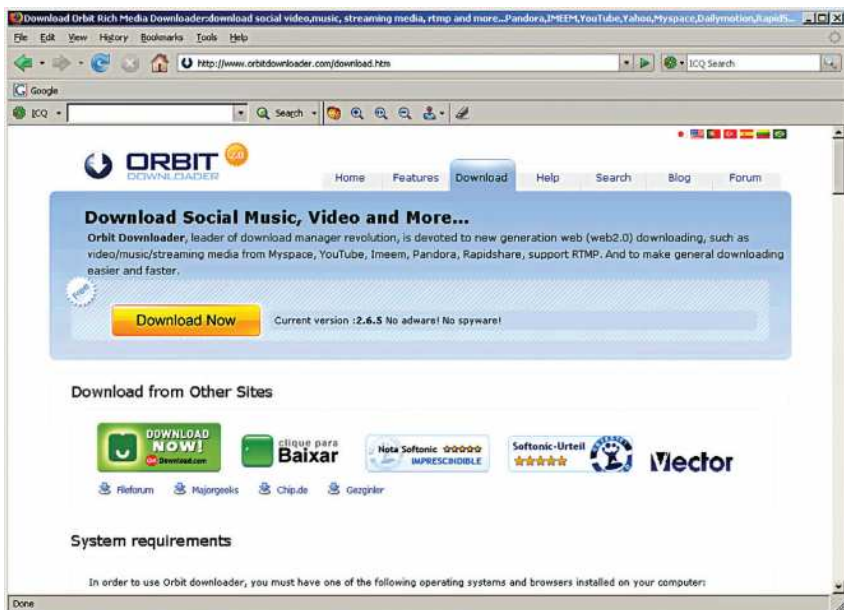 Download Orbit Rich Media Downloader:download social video,music, streaming media, rtmp and more...Pandora,IMEEM,YouTube,Yahoo,Myspace,Dailymotion,RapidS...
File Edit View History Bookmarks Tools Help
http://www.orbitdownloader.com/download.htm
ICQ Search
G Google
ICQ Search
ORBIT 2.0
DOWNLOADER
Home Features Download Help Search Blog Forum
Download Social Music, Video and More...
Orbit Downloader, leader of download manager revolution, is devoted to new generation web (web2.0) downloading, such as
video/music/streaming media from Myspace, YouTube, Imeem, Pandora, Rapidshare, support RTMP. And to make general downloading
easier and faster.
Free
Download Now
Current version :2.6.5 No adware! No spyware!
Download from Other Sites
DOWNLOAD
NOW!
Download.com
clique para
Baixar
Nota Softonic
IMPRESCINDIBLE
Softonic-Urteil
Vector
Fileforum Majorgeeks Chip.de Gezginler
System requirements
In order to use Orbit downloader, you must have one of the following operating systems and browsers installed on your computer:
Done